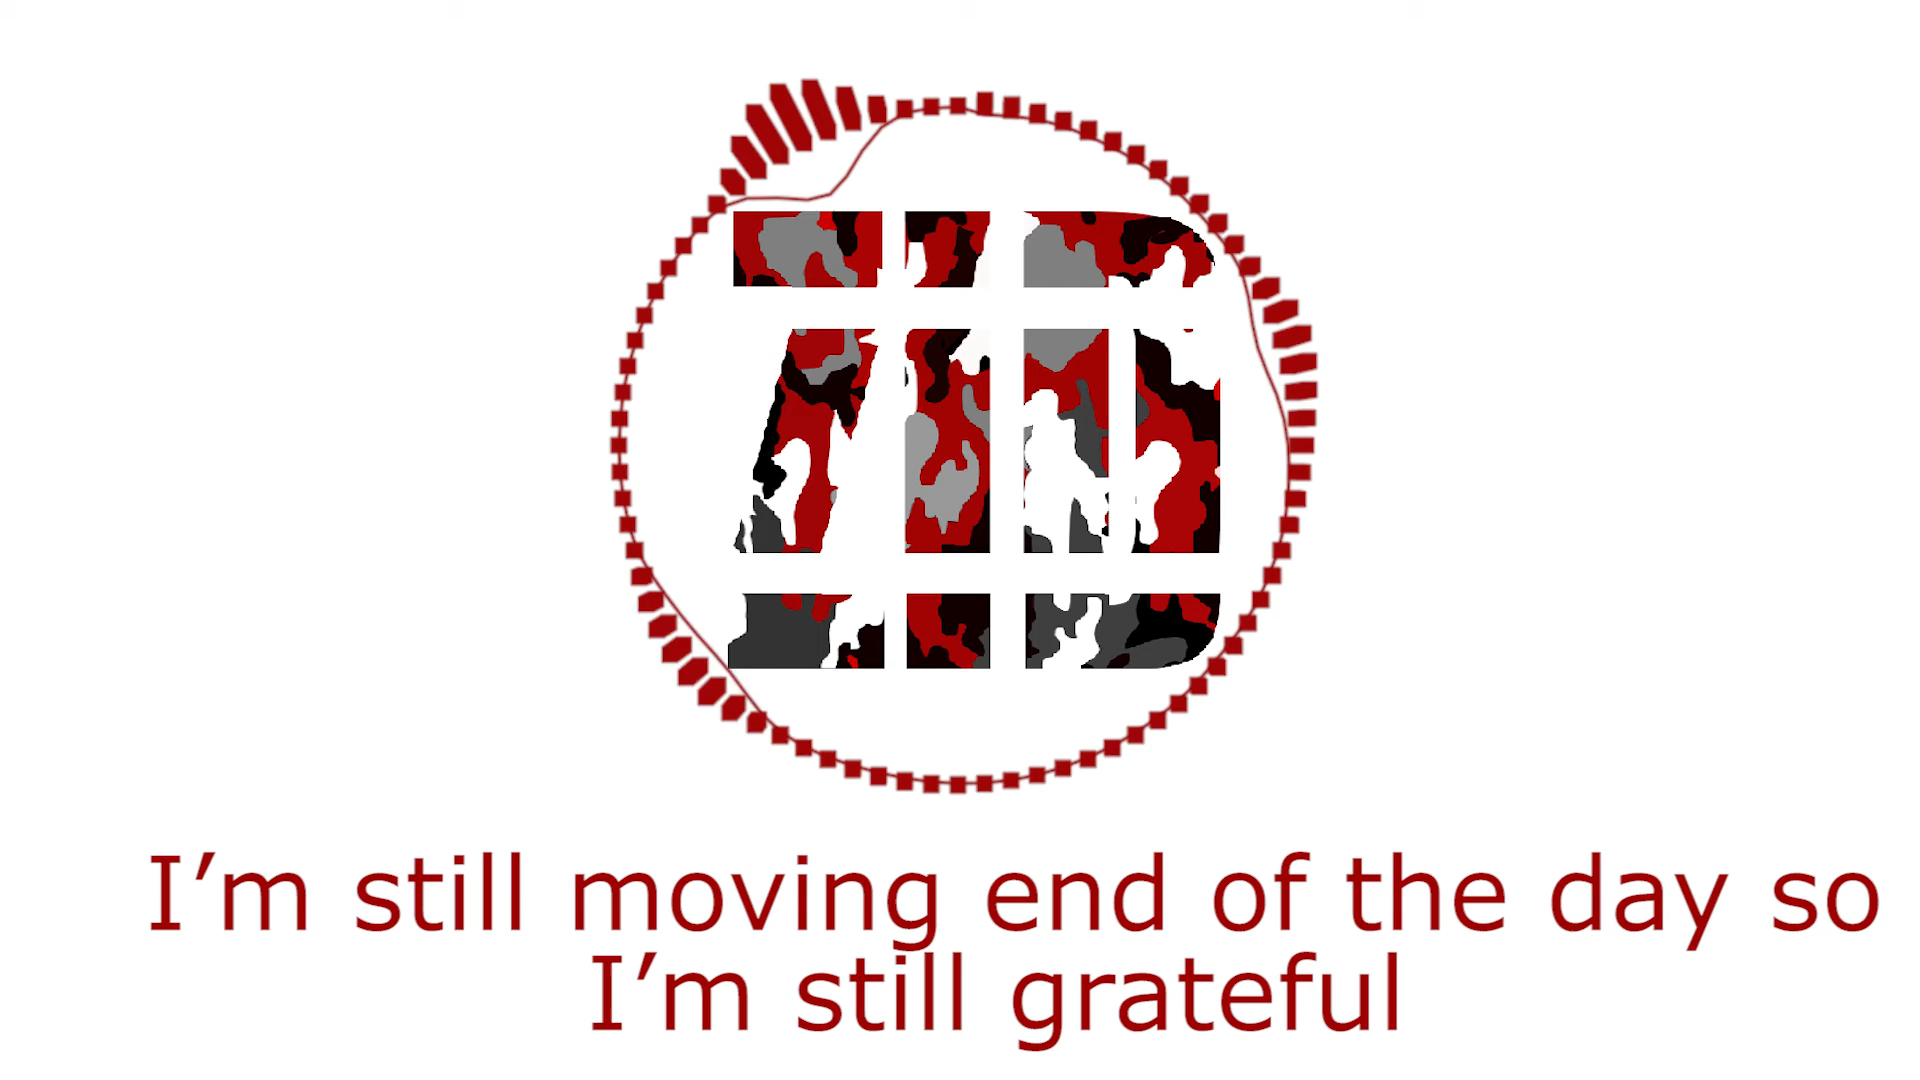 I’m still moving end of the day so
I’m still grateful